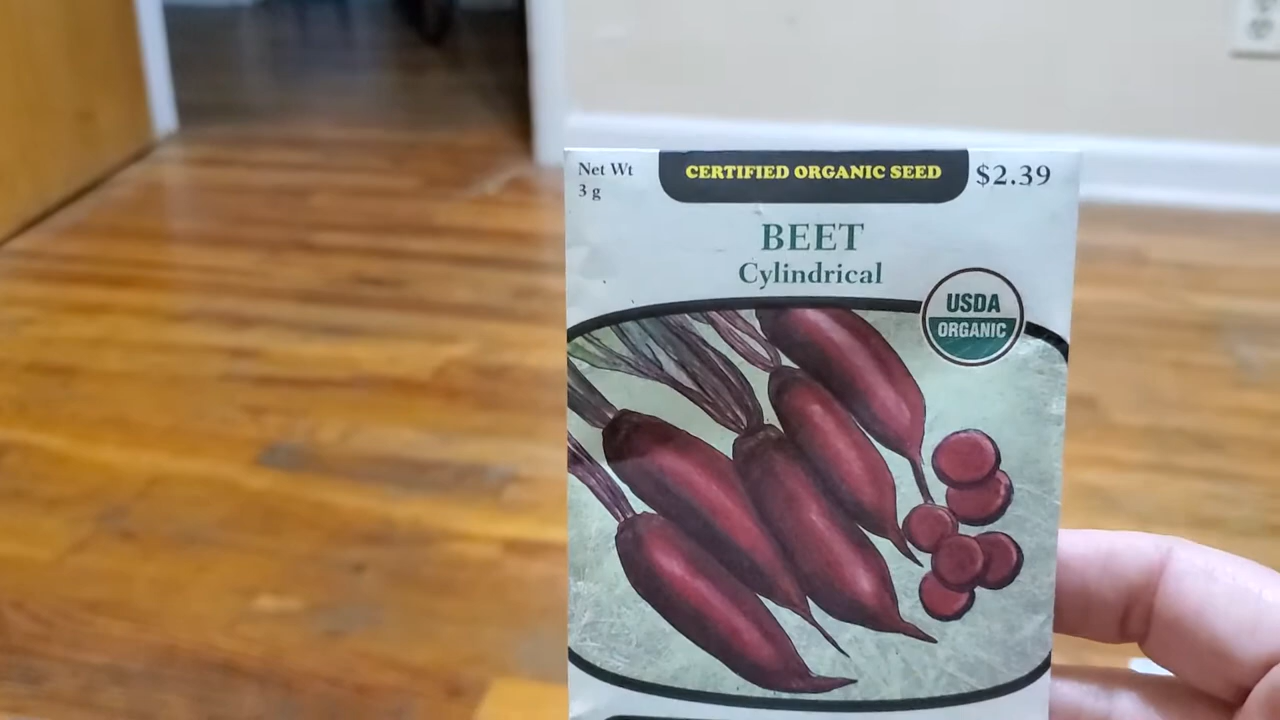 Net Wt
3 g
CERTIFIED ORGANIC SEED
$2.39
BEET
Cylindrical
USDA
ORGANIC